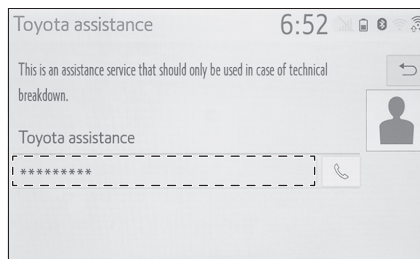 Toyota assistance
6:52
This is an assistance service that should only be used in case of technical
breakdown.
Toyota assistance
*********